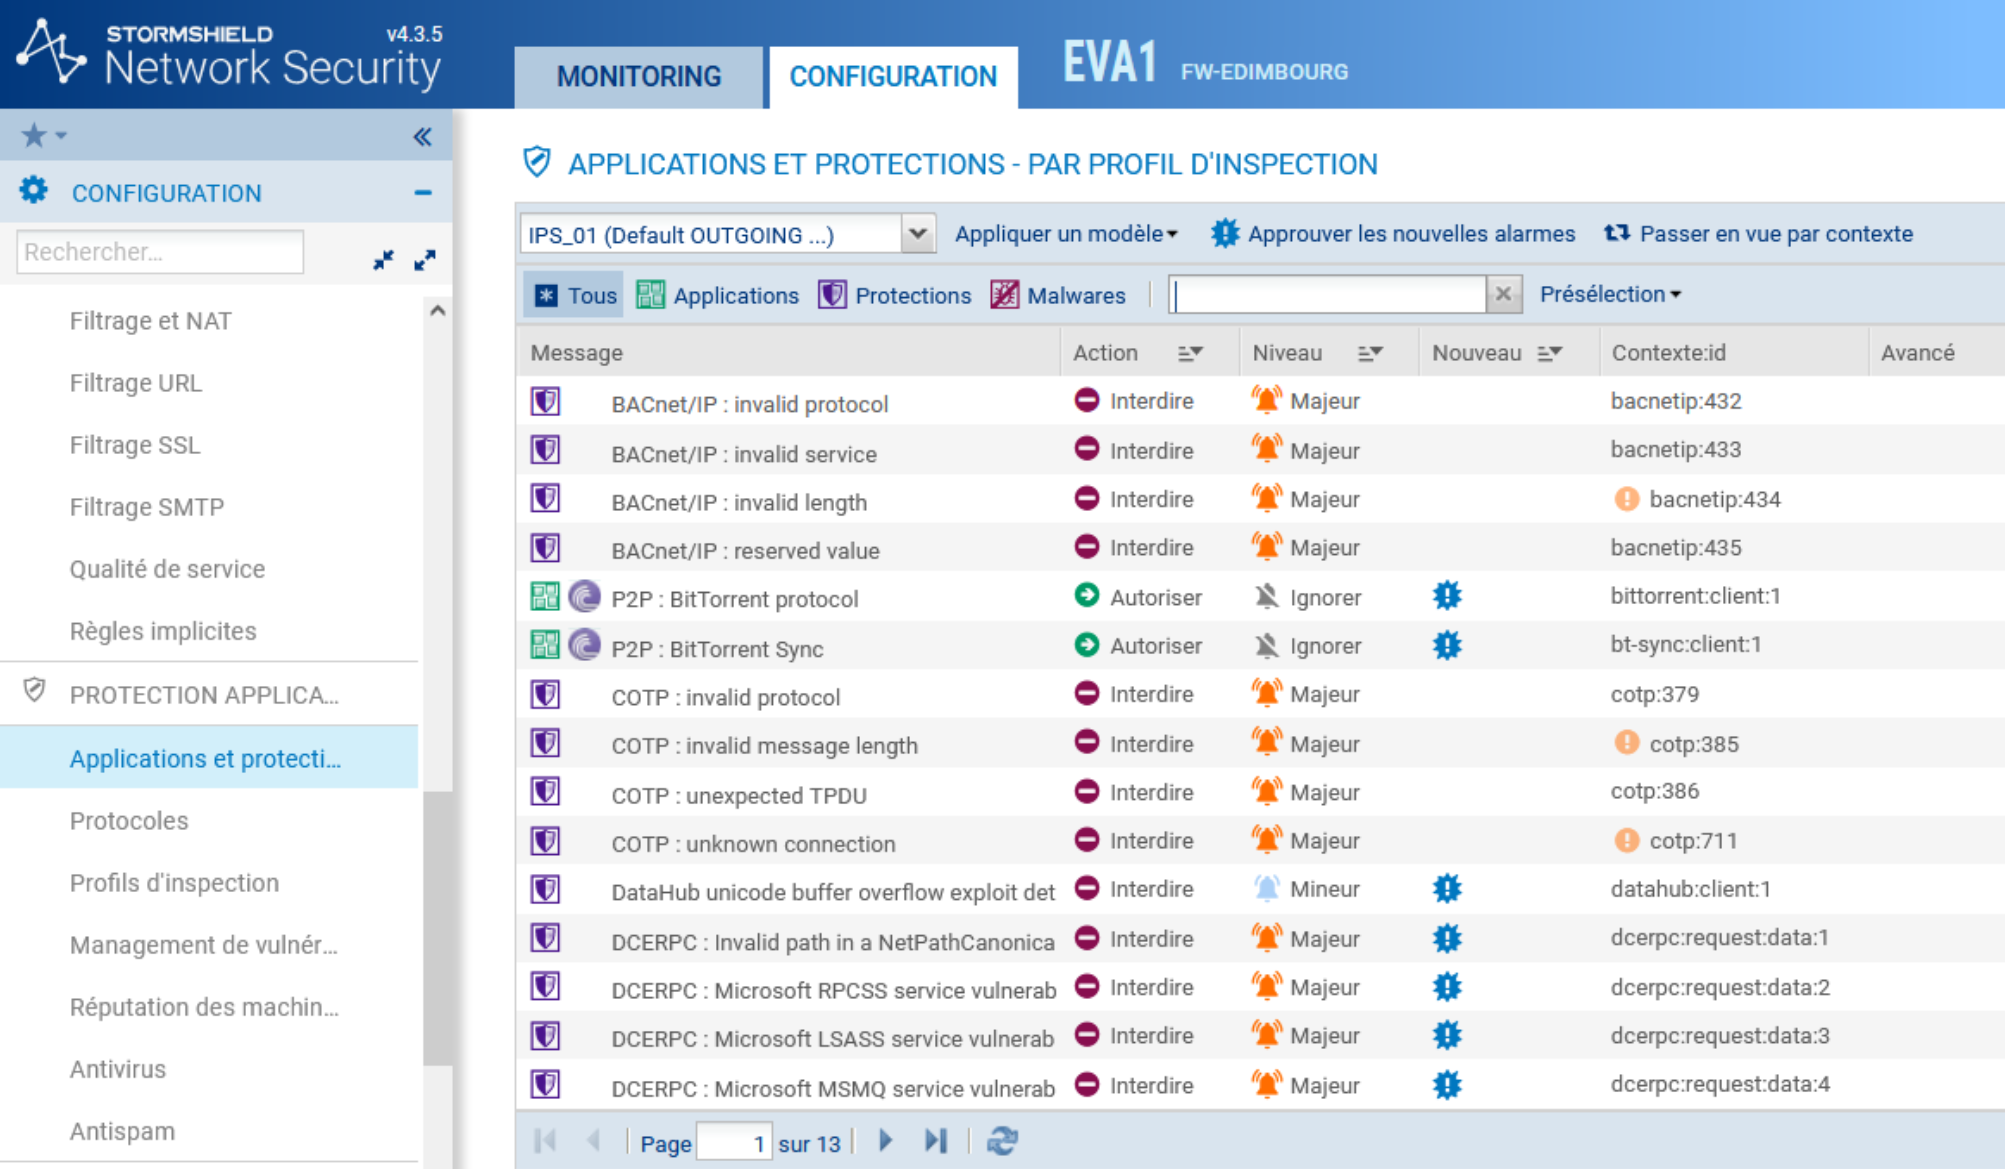 STORMSHIELD v4.3.5
Network Security
MONITORING
CONFIGURATION
EVA1 FW-EDIMBOURG
CONFIGURATION
Rechercher...
Filtrage et NAT
Filtrage URL
Filtrage SSL
Filtrage SMTP
Qualité de service
Règles implicites
PROTECTION APPLICA...
Applications et protecti...
Protocoles
Profils d'inspection
Management de vulnér...
Réputation des machin...
Antivirus
Antispam
APPLICATIONS ET PROTECTIONS - PAR PROFIL D'INSPECTION
IPS_01 (Default OUTGOING ...) Appliquer un modèle Approuver les nouvelles alarmes Passer en vue par contexte
Tous Applications Protections Malwares Présélection
Message Action Niveau Nouveau Contexte:id Avancé
BACnet/IP : invalid protocol Interdire Majeur bacnetip:432
BACnet/IP : invalid service Interdire Majeur bacnetip:433
BACnet/IP : invalid length Interdire Majeur bacnetip:434
BACnet/IP : reserved value Interdire Majeur bacnetip:435
P2P : BitTorrent protocol Autoriser Ignorer bittorrent:client:1
P2P : BitTorrent Sync Autoriser Ignorer bt-sync:client:1
COTP : invalid protocol Interdire Majeur cotp:379
COTP : invalid message length Interdire Majeur cotp:385
COTP : unexpected TPDU Interdire Majeur cotp:386
COTP : unknown connection Interdire Majeur cotp:711
DataHub unicode buffer overflow exploit det Interdire Mineur datahub:client:1
DCERPC : Invalid path in a NetPathCanonica Interdire Majeur dcerpc:request:data:1
DCERPC : Microsoft RPCSS service vulnerab Interdire Majeur dcerpc:request:data:2
DCERPC : Microsoft LSASS service vulnerab Interdire Majeur dcerpc:request:data:3
DCERPC : Microsoft MSMQ service vulnerab Interdire Majeur dcerpc:request:data:4
Page 1 sur 13